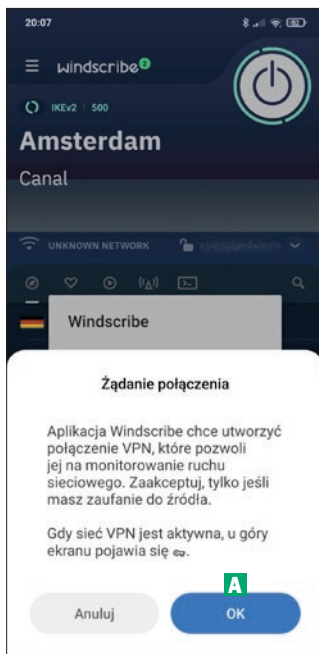 20:07
82
windscribe 2
IKEv2 500
Amsterdam
Canal
UNKNOWN NETWORK
Windscribe
Żądanie połączenia
Aplikacja Windscribe chce utworzyć
połączenie VPN, które pozwoli
jej na monitorowanie ruchu
sieciowego. Zaakceptuj, tylko jeśli
masz zaufanie do źródła.
Gdy sieć VPN jest aktywna, u góry
ekranu pojawia się
A
Anuluj OK